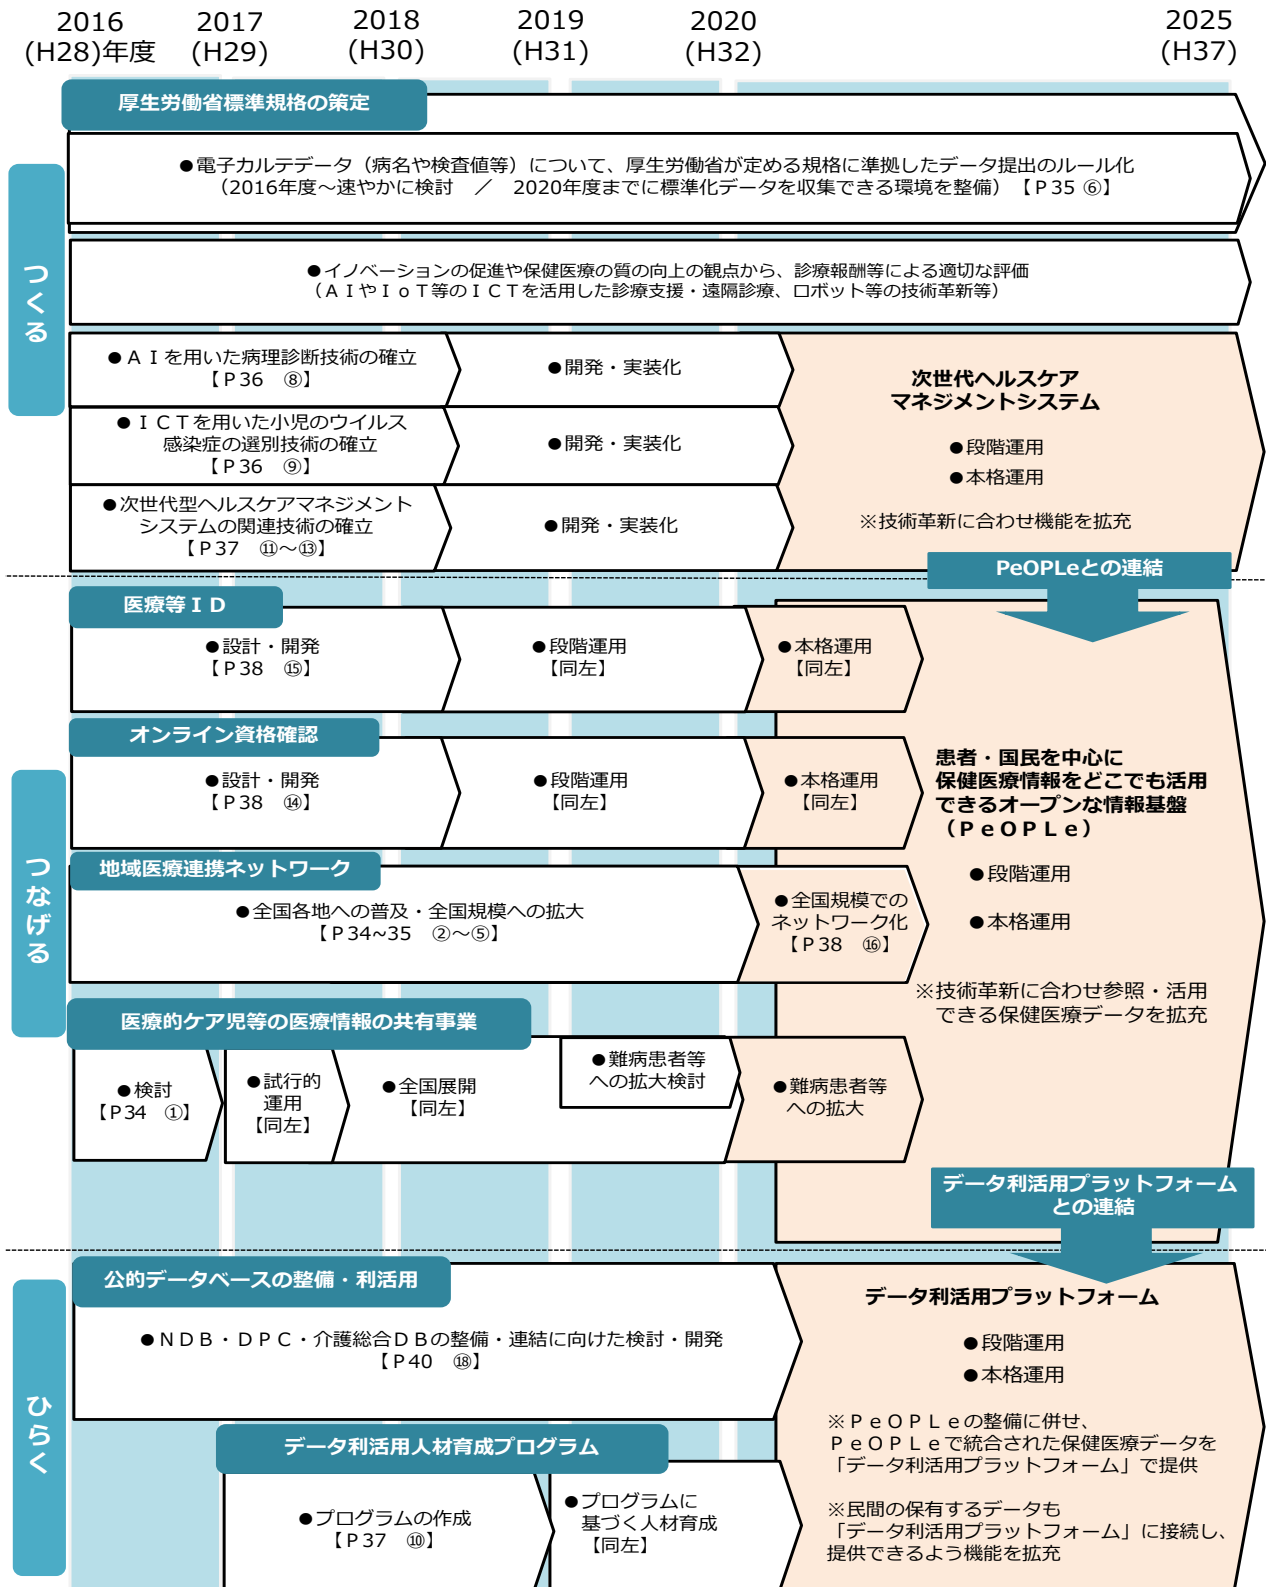 2016
(H28)年度
2017
(H29)
2018
(H30)
2019
(H31)
2020
(H32)
2025
(H37)
つくる
厚生労働省標準規格の策定
●電子カルテデータ（病名や検査値等）について、厚生労働省が定める規格に準拠したデータ提出のルール化
（2016年度～速やかに検討　／　2020年度までに標準化データを収集できる環境を整備）【P35 ⑥】
●イノベーションの促進や保健医療の質の向上の観点から、診療報酬等による適切な評価
（ＡＩやＩｏＴ等のＩＣＴを活用した診療支援・遠隔診療、ロボット等の技術革新等）
●ＡＩを用いた病理診断技術の確立
【P36　⑧】
●開発・実装化
●ＩＣＴを用いた小児のウイルス
感染症の選別技術の確立
【P36　⑨】
●開発・実装化
●次世代型ヘルスケアマネジメント
システムの関連技術の確立
【P37　⑪～⑬】
●開発・実装化
次世代ヘルスケア
マネジメントシステム
●段階運用
●本格運用
※技術革新に合わせ機能を拡充
PeOPLeとの連結
つなげる
医療等ＩＤ
●設計・開発
【P38　⑮】
●段階運用
【同左】
●本格運用
【同左】
オンライン資格確認
●設計・開発
【P38　⑭】
●段階運用
【同左】
●本格運用
【同左】
地域医療連携ネットワーク
●全国各地への普及・全国規模への拡大
【P34~35　②～⑤】
●全国規模での
ネットワーク化
【P38　⑯】
医療的ケア児等の医療情報の共有事業
●検討
【P34　①】
●試行的
運用
【同左】
●全国展開
【同左】
●難病患者等
への拡大検討
●難病患者等
への拡大
患者・国民を中心に
保健医療情報をどこでも活用
できるオープンな情報基盤
（ＰｅＯＰＬｅ）
●段階運用
●本格運用
※技術革新に合わせ参照・活用
できる保健医療データを拡充
データ利活用プラットフォーム
との連結
ひらく
公的データベースの整備・利活用
●ＮＤＢ・ＤＰＣ・介護総合ＤＢの整備・連結に向けた検討・開発
【P40　⑱】
データ利活用人材育成プログラム
●プログラムの作成
【P37　⑩】
●プログラムに
基づく人材育成
【同左】
データ利活用プラットフォーム
●段階運用
●本格運用
※ＰｅＯＰＬｅの整備に併せ、
ＰｅＯＰＬｅで統合された保健医療データを
「データ利活用プラットフォーム」で提供
※民間の保有するデータも
「データ利活用プラットフォーム」に接続し、
提供できるよう機能を拡充